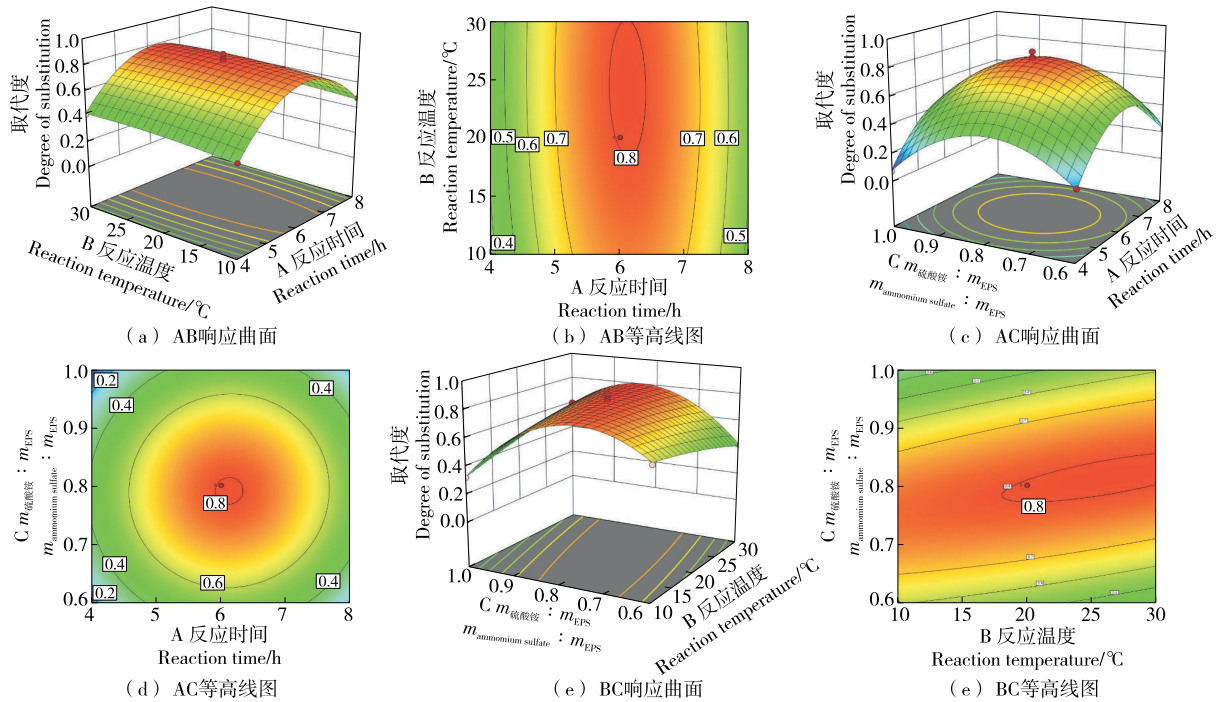 取代度
Degree of substitution
1.0
0.8
0.6
0.4
0.2
0.0
30
25
20
15
10
4
5
6
7
8
B 反应温度
Reaction temperature/℃
A 反应时间
Reaction time/h
(a) AB响应曲面
B 反应温度
Reaction temperature/℃
30
25
20
15
10
0.5
0.6
0.7
0.8
0.7
0.6
0.4
0.5
4
5
6
7
8
A 反应时间
Reaction time/h
(b) AB等高线图
取代度
Degree of substitution
1.0
0.8
0.6
0.4
0.2
0.0
1.0
0.9
0.8
0.7
0.6
4
5
6
7
8
C m硫酸铵:mEPS
mammomium sulfate:mEPS
A 反应时间
Reaction time/h
(c) AC响应曲面
C m硫酸铵:mEPS
mammomium sulfate:mEPS
1.0
0.9
0.8
0.7
0.6
0.2
0.4
0.4
0.8
0.4
0.6
0.4
0.2
4
5
6
7
8
A 反应时间
Reaction time/h
(d) AC等高线图
取代度
Degree of substitution
1.0
0.8
0.6
0.4
0.2
0.0
1.0
0.9
0.8
0.7
0.6
10
15
20
25
30
C m硫酸铵:mEPS
mammomium sulfate:mEPS
B 反应温度
Reaction temperature/℃
(e) BC响应曲面
C m硫酸铵:mEPS
mammomium sulfate:mEPS
1.0
0.9
0.8
0.7
0.6
0.8
10
15
20
25
30
B 反应温度
Reaction temperature/℃
(e) BC等高线图